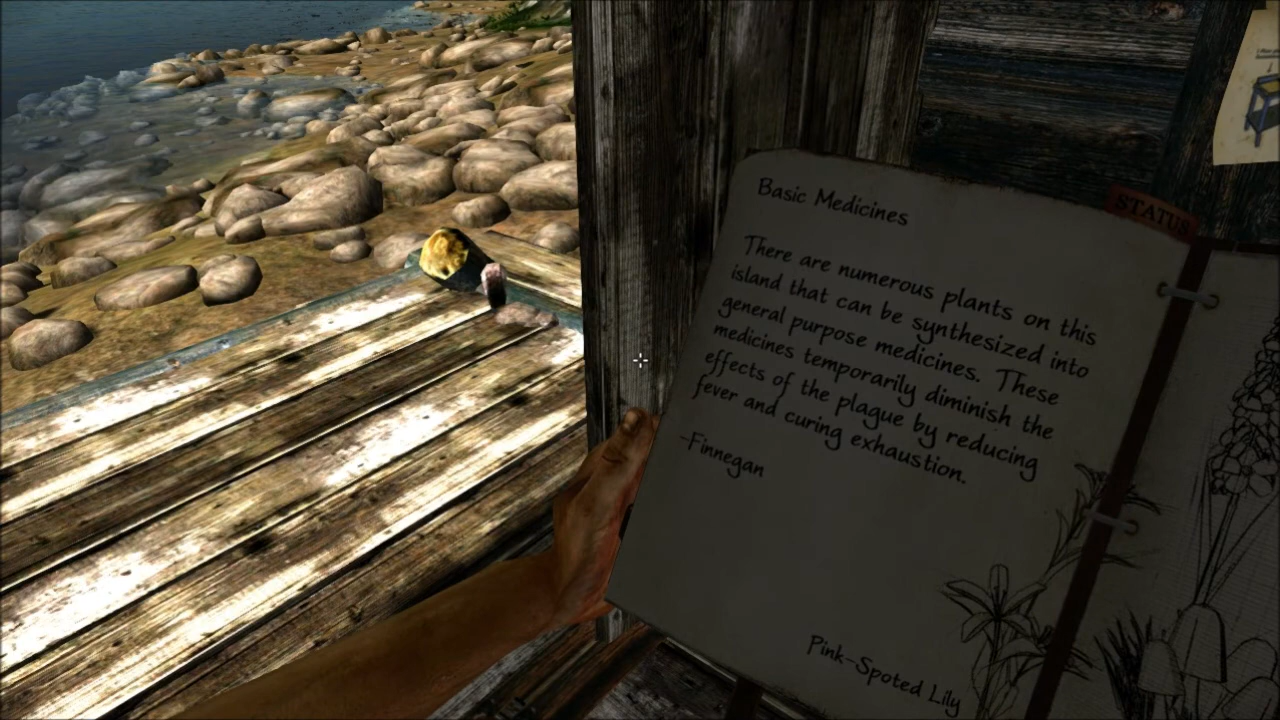 Basic Medicines
There are numerous plants on this
island that can be synthesized into
general purpose medicines. These
medicines temporarily diminish the
effects of the plague by reducing
fever and curing exhaustion.
-Finnegan
Pink-Spotted Lily
STATUS